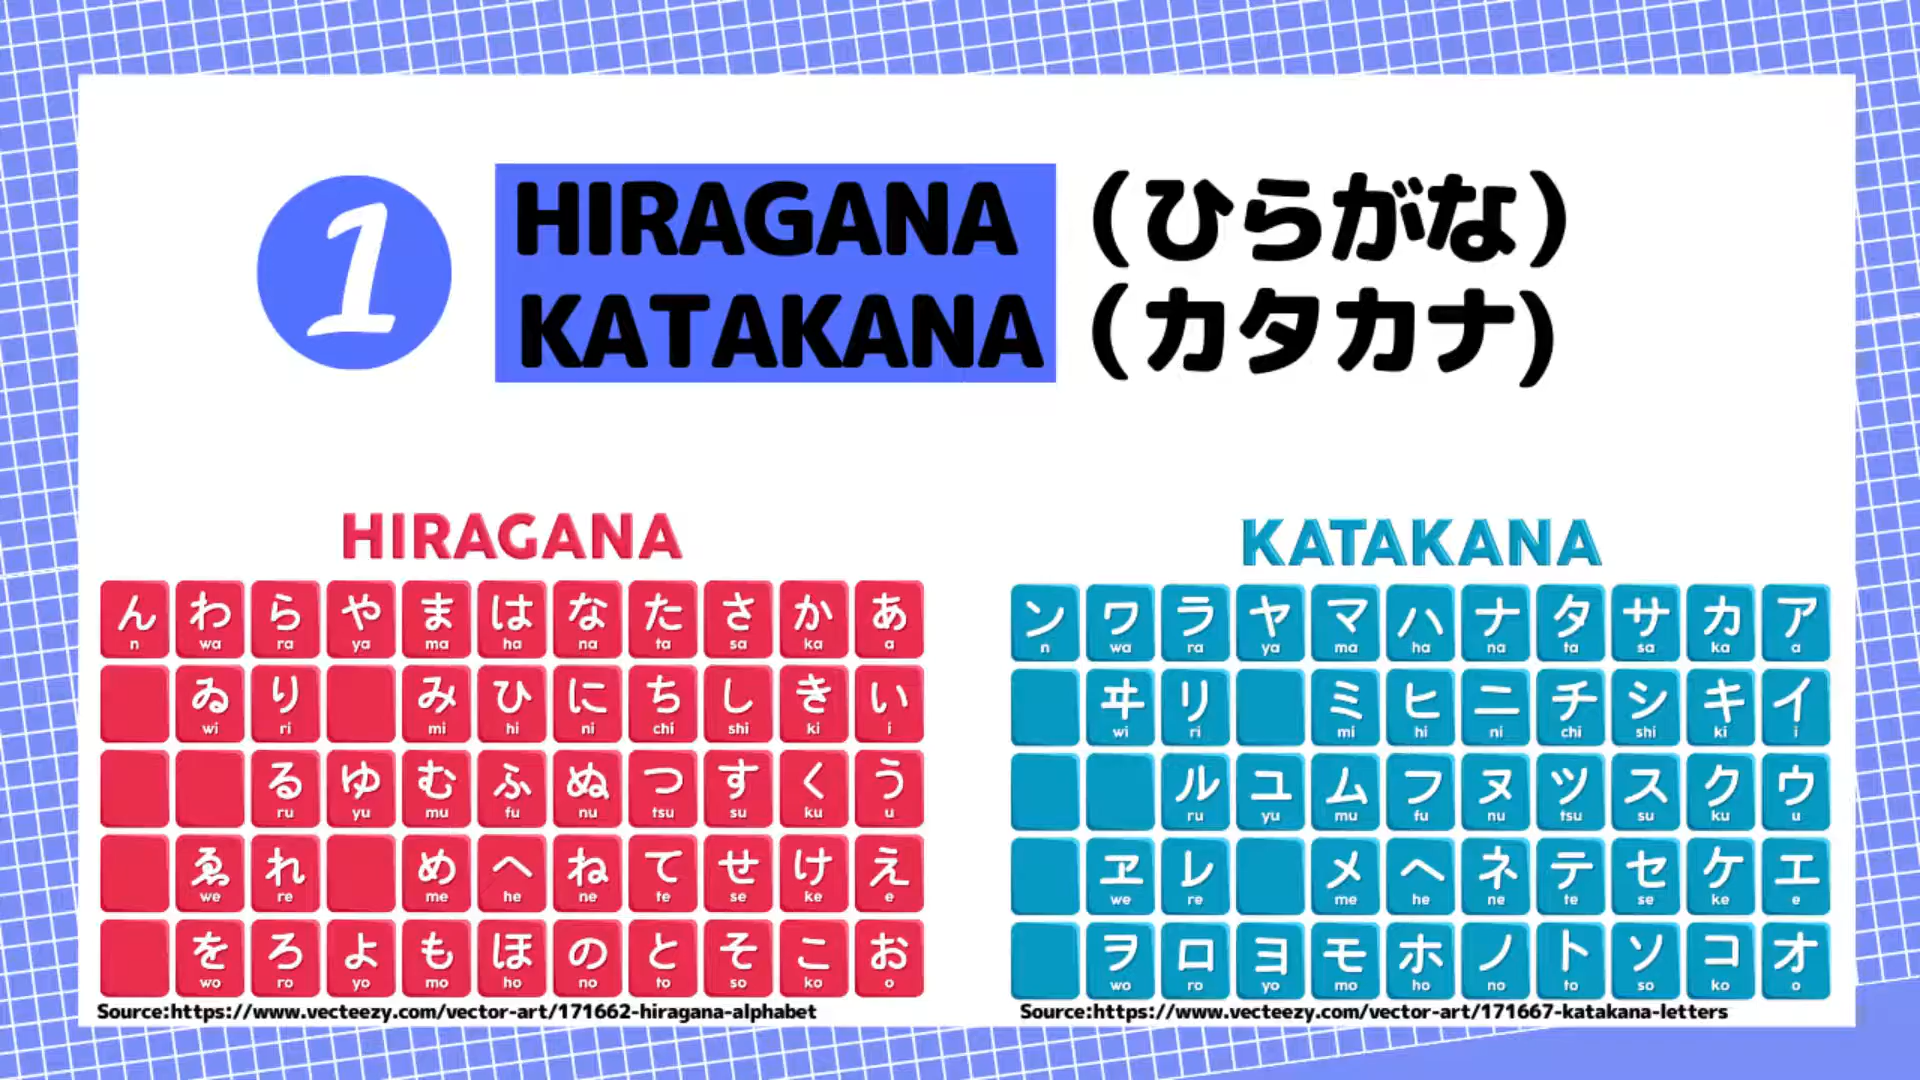 1
HIRAGANA (ひらがな)
KATAKANA (カタカナ)
HIRAGANA
ん わ ら や ま は な た さ か あ
n wa ra ya ma ha na ta sa ka a
ゐ り み ひ に ち し き い
wi ri mi hi ni chi shi ki i
る ゆ む ふ ぬ つ す く う
ru yu mu fu nu tsu su ku u
ゑ れ め へ ね て せ け え
we re me he ne te se ke e
を ろ よ も ほ の と そ こ お
wo ro yo mo ho no to so ko o
Source:https://www.vecteezy.com/vector-art/171662-hiragana-alphabet
KATAKANA
ン ワ ラ ヤ マ ハ ナ タ サ カ ア
n wa ra ya ma ha na ta sa ka a
ヰ リ ミ ヒ ニ チ シ キ イ
wi ri mi hi ni chi shi ki i
ル ユ ム フ ヌ ツ ス ク ウ
ru yu mu fu nu tsu su ku u
ヱ レ メ ヘ ネ テ セ ケ エ
we re me he ne te se ke e
ヲ ロ ヨ モ ホ ノ ト ソ コ オ
wo ro yo mo ho no to so ko o
Source:https://www.vecteezy.com/vector-art/171667-katakana-letters